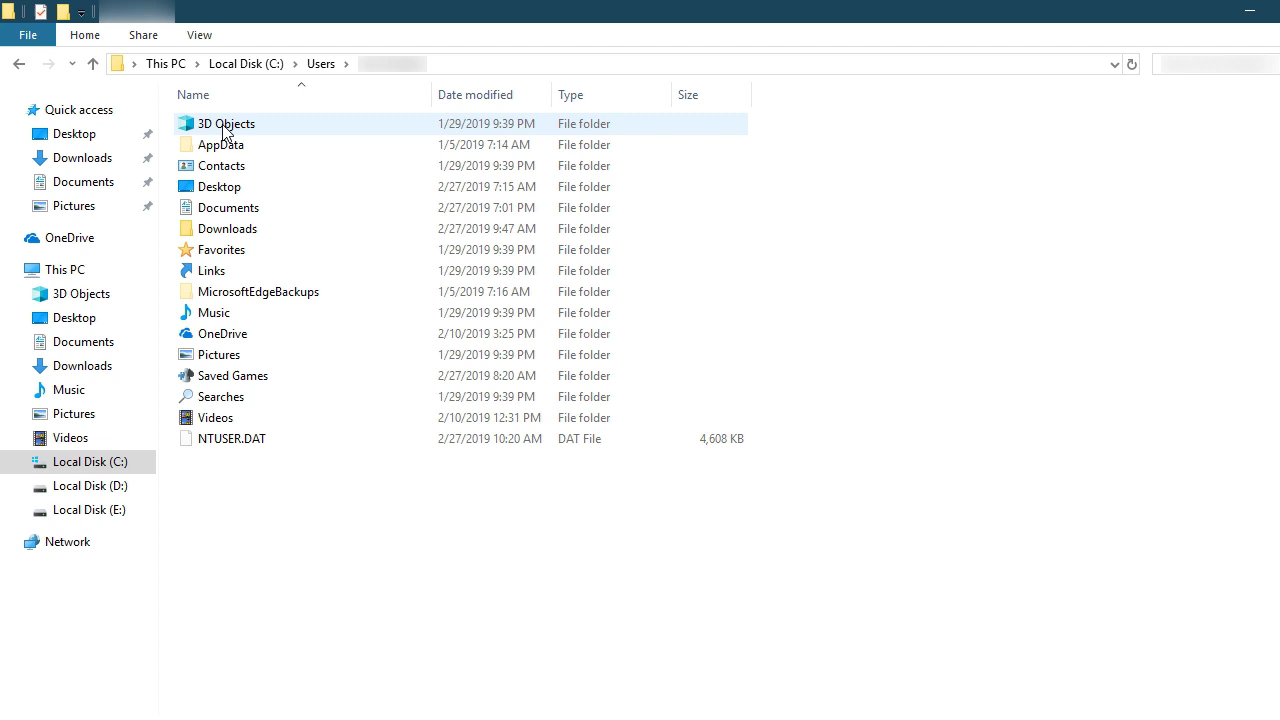 File Home Share View
This PC Local Disk (C:) Users
Name Date modified Type Size
Quick access
Desktop
Downloads
Documents
Pictures
OneDrive
This PC
3D Objects
Desktop
Documents
Downloads
Music
Pictures
Videos
Local Disk (C:)
Local Disk (D:)
Local Disk (E:)
Network
3D Objects 1/29/2019 9:39 PM File folder
AppData 1/5/2019 7:14 AM File folder
Contacts 1/29/2019 9:39 PM File folder
Desktop 2/27/2019 7:15 AM File folder
Documents 2/27/2019 7:01 PM File folder
Downloads 2/27/2019 9:47 AM File folder
Favorites 1/29/2019 9:39 PM File folder
Links 1/29/2019 9:39 PM File folder
MicrosoftEdgeBackups 1/5/2019 7:16 AM File folder
Music 1/29/2019 9:39 PM File folder
OneDrive 2/10/2019 3:25 PM File folder
Pictures 1/29/2019 9:39 PM File folder
Saved Games 2/27/2019 8:20 AM File folder
Searches 1/29/2019 9:39 PM File folder
Videos 2/10/2019 12:31 PM File folder
NTUSER.DAT 2/27/2019 10:20 AM DAT File 4,608 KB